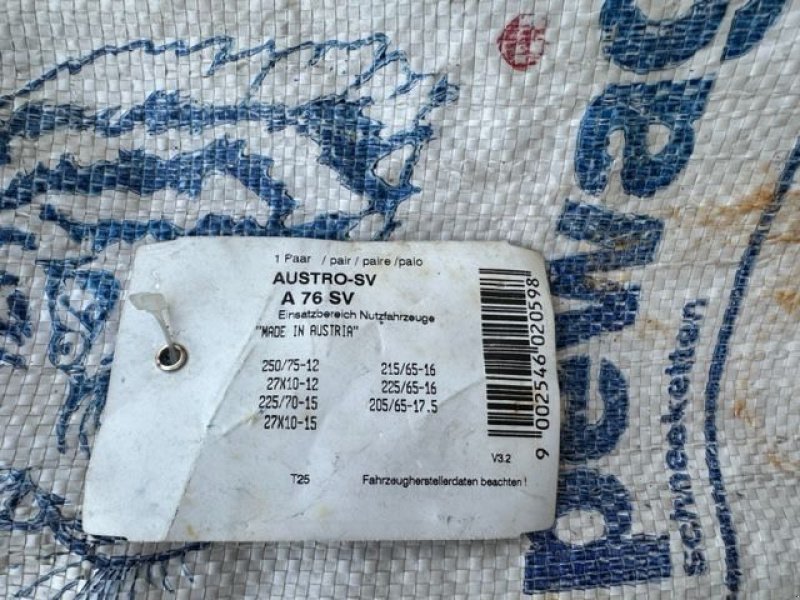 1 Paar / pair / paire / paio
AUSTRO-SV
A 76 SV
Einsatzbereich Nutzfahrzeuge
"MADE IN AUSTRIA"
250/75-12 215/65-16
27X10-12 225/65-16
225/70-15 205/65-17.5
27X10-15
V3.2
T25 Fahrzeugherstellerdaten beachten !
9 002546 020598
schneeketten